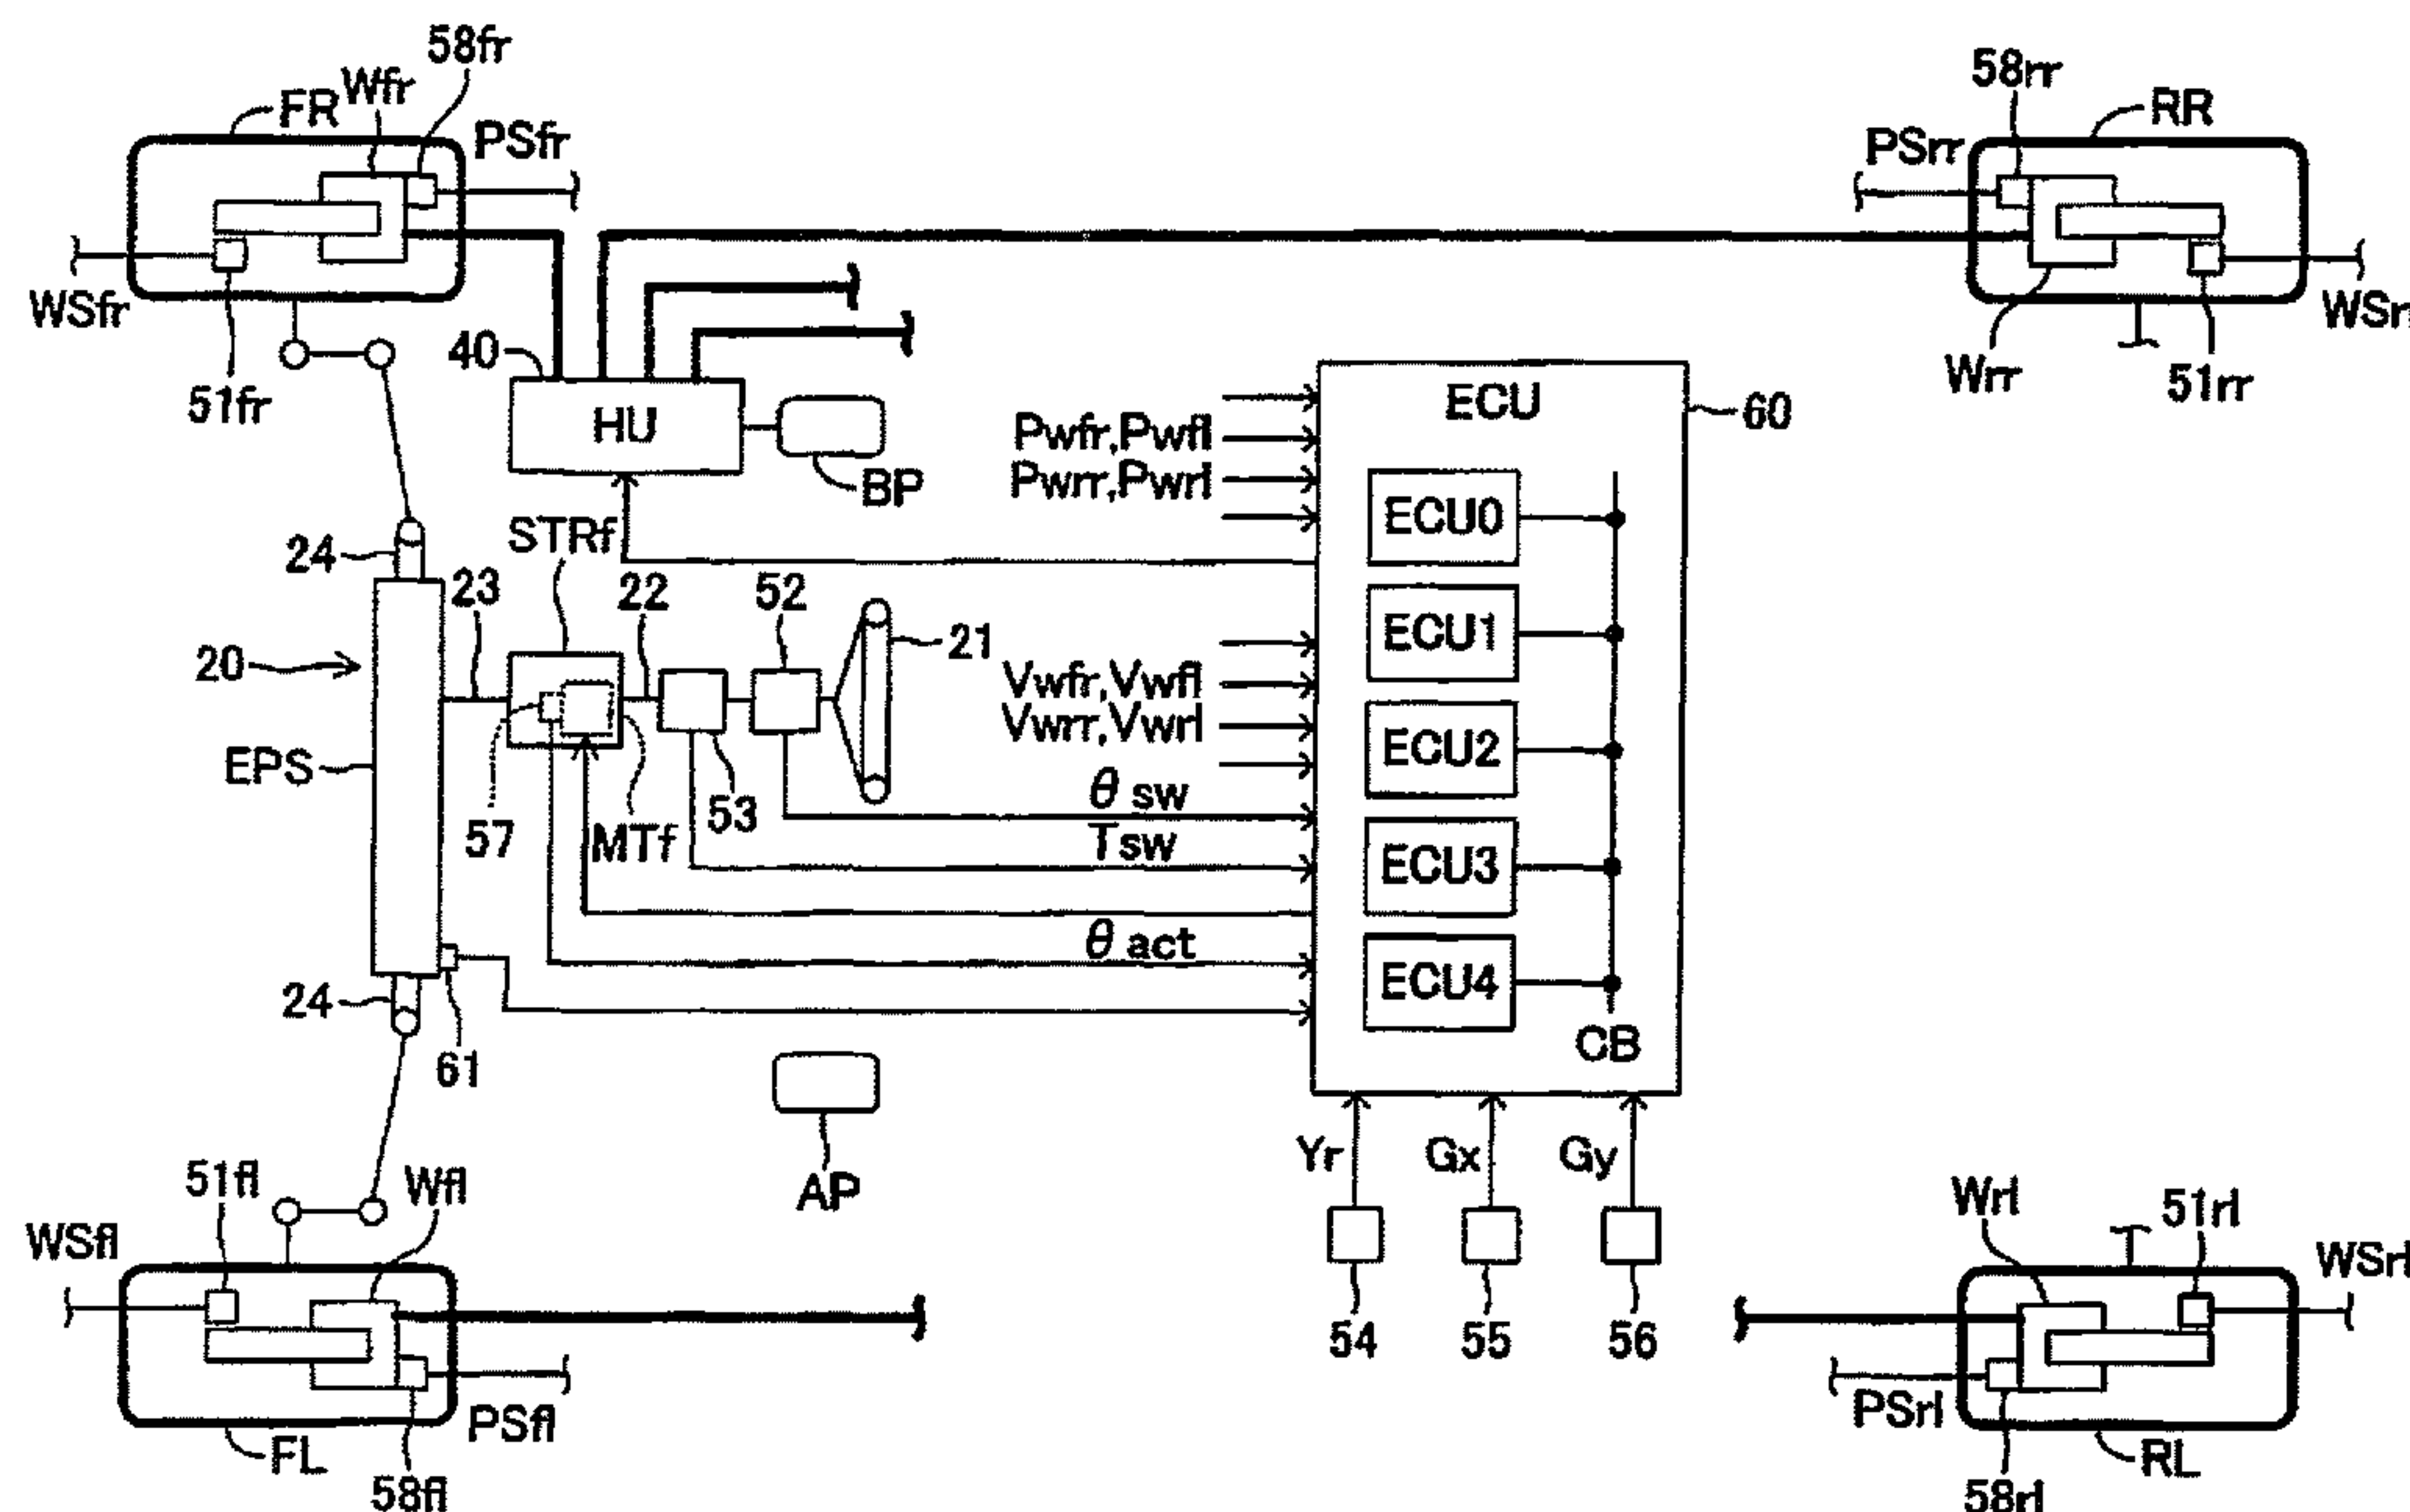 58fr
Wfr
FR
PSfr
WSfr
51fr
58rr
RR
PSrr
Wrr
51rr
40
HU
BP
ECU
60
Pwfr,Pwfl
Pwrr,Pwrl
ECU0
ECU1
ECU2
ECU3
ECU4
CB
24
STRf
23
22
52
21
20
EPS
57
MTf
53
Vwfr,Vwfl
Vwrr,Vwrl
θ sw
Tsw
θ act
24
61
AP
Yr
Gx
Gy
54
55
56
51fl
Wfl
WSfl
PSfl
FL
58fl
Wrl
51rl
WSrl
PSrl
RL
58rl